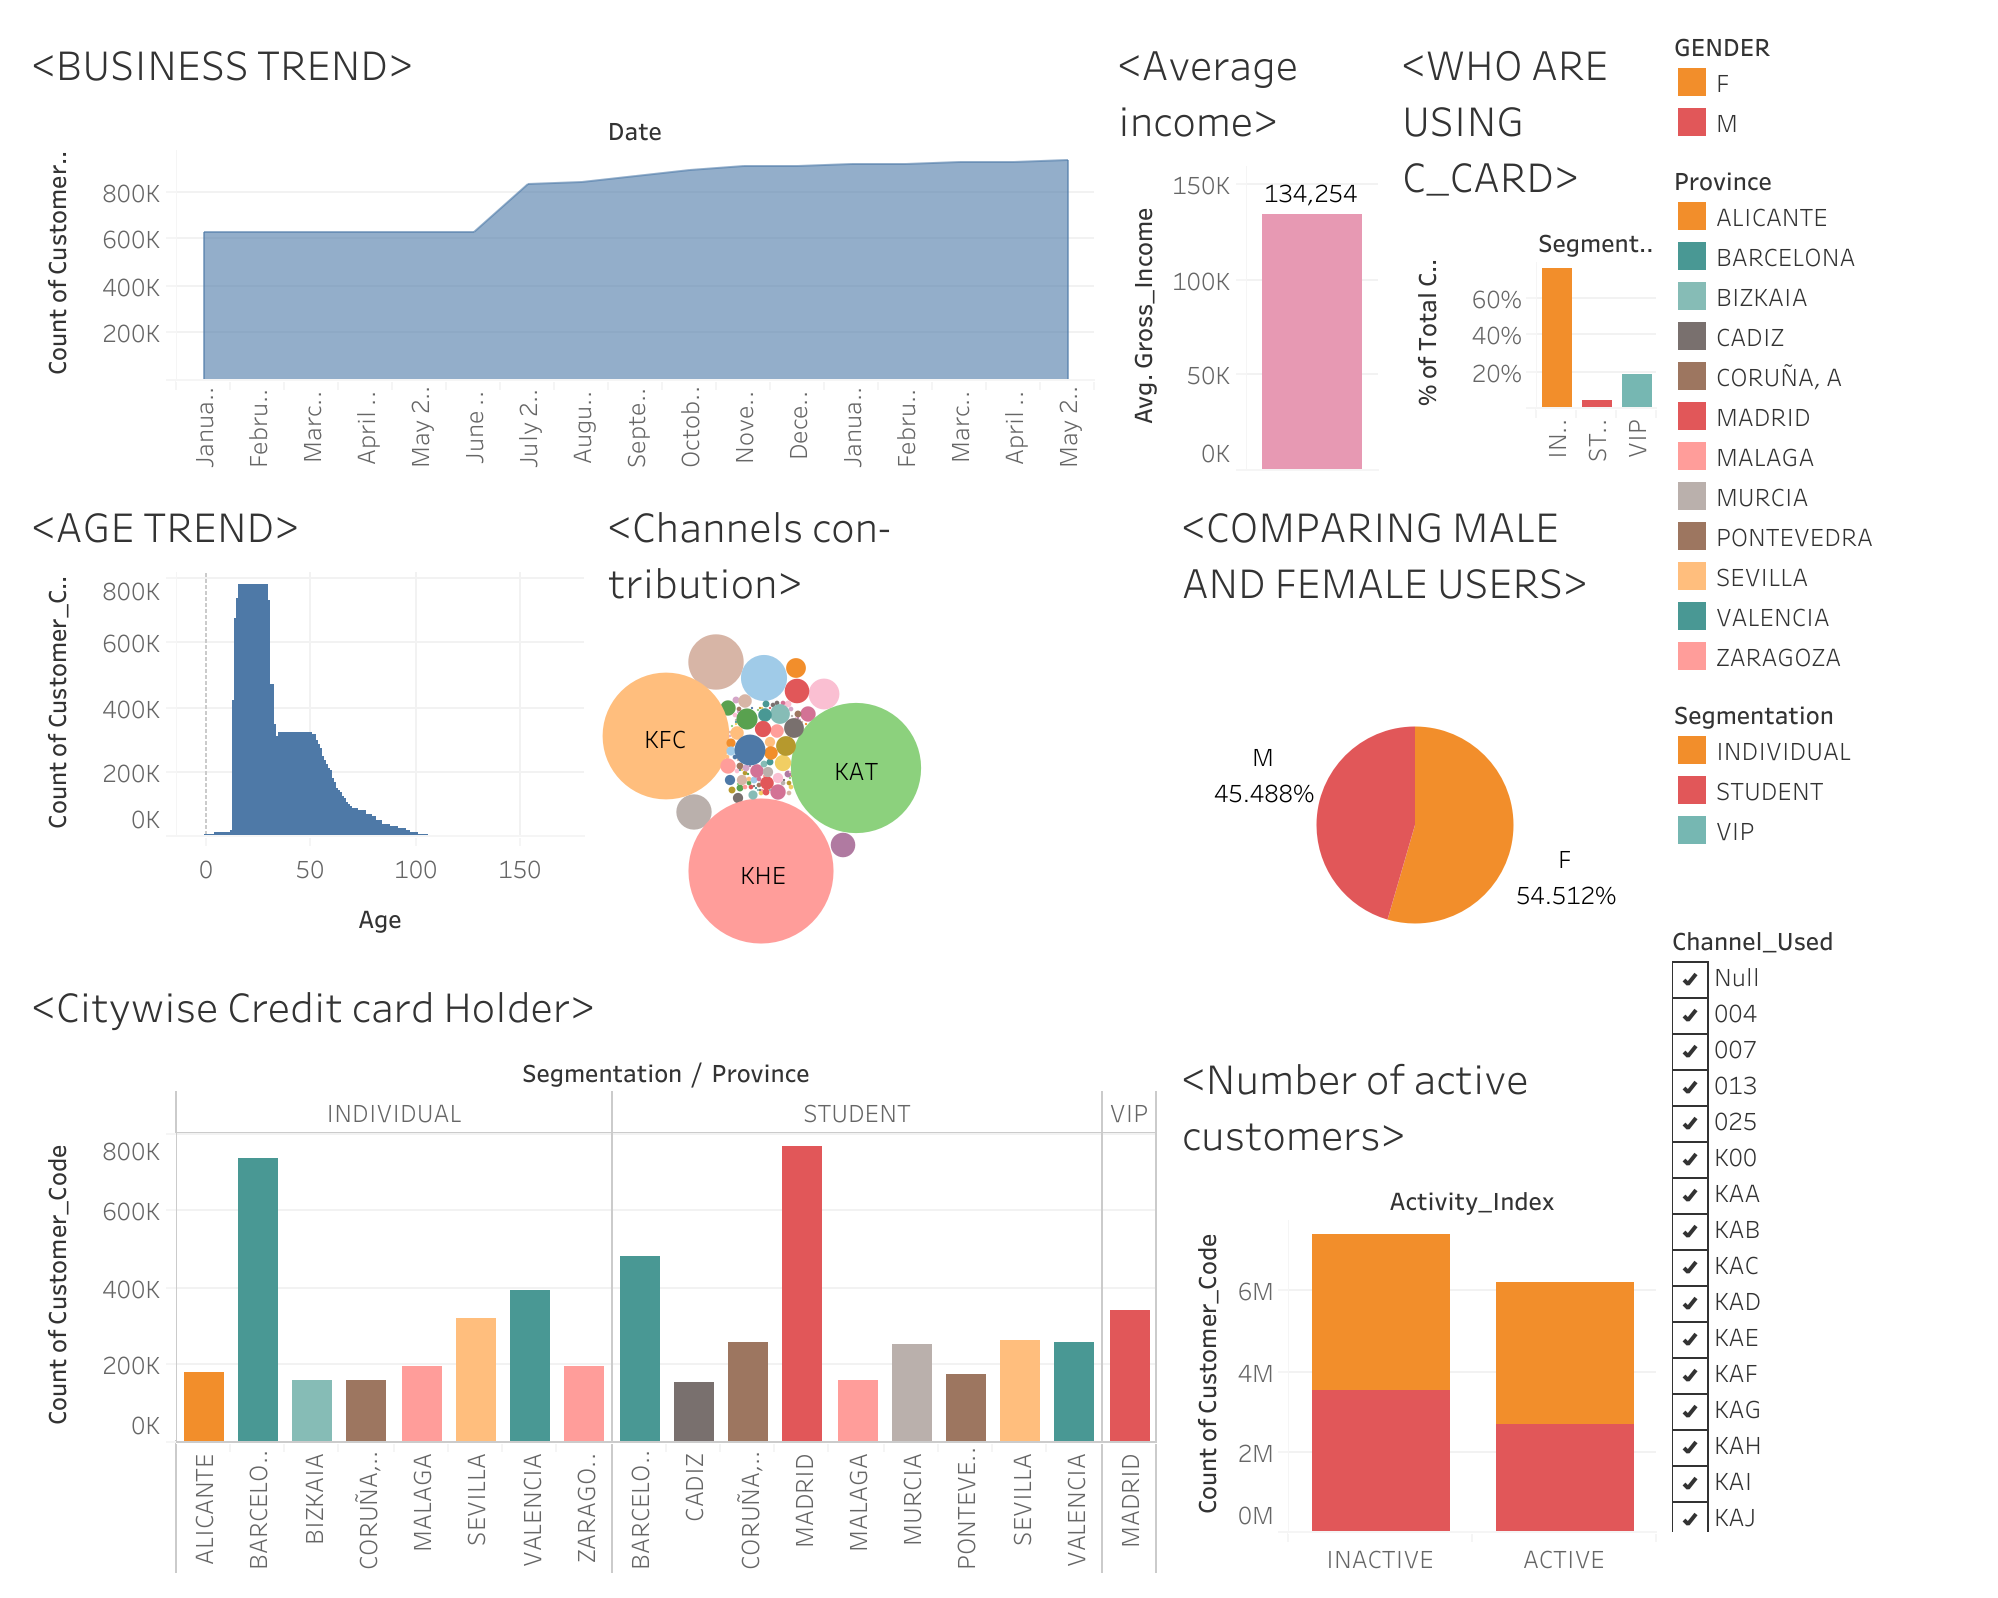 <BUSINESS TREND>
Date
Count of Customer..
800K
600K
400K
200K
Janua..
Febru..
Marc..
April ..
May 2..
June ..
July 2..
Augu..
Septe..
Octob..
Nove..
Dece..
Janua..
Febru..
Marc..
April ..
May 2..
<Average
income>
Avg. Gross_Income
150K
100K
50K
0K
134,254
<WHO ARE
USING
C_CARD>
Segment..
% of Total C..
60%
40%
20%
IN..
ST..
VIP
GENDER
F
M
Province
ALICANTE
BARCELONA
BIZKAIA
CADIZ
CORUÑA, A
MADRID
MALAGA
MURCIA
PONTEVEDRA
SEVILLA
VALENCIA
ZARAGOZA
Segmentation
INDIVIDUAL
STUDENT
VIP
<AGE TREND>
Count of Customer_C..
800K
600K
400K
200K
0K
0
50
100
150
Age
<Channels con-
tribution>
KFC
KAT
KHE
<COMPARING MALE
AND FEMALE USERS>
M
45.488%
F
54.512%
Channel_Used
Null
004
007
013
025
K00
KAA
KAB
KAC
KAD
KAE
KAF
KAG
KAH
KAI
KAJ
<Citywise Credit card Holder>
Segmentation / Province
INDIVIDUAL
STUDENT
VIP
Count of Customer_Code
800K
600K
400K
200K
0K
ALICANTE
BARCELO..
BIZKAIA
CORUÑA,..
MALAGA
SEVILLA
VALENCIA
ZARAGO..
BARCELO..
CADIZ
CORUÑA,..
MADRID
MALAGA
MURCIA
PONTEVE..
SEVILLA
VALENCIA
MADRID
<Number of active
customers>
Activity_Index
Count of Customer_Code
6M
4M
2M
0M
INACTIVE
ACTIVE